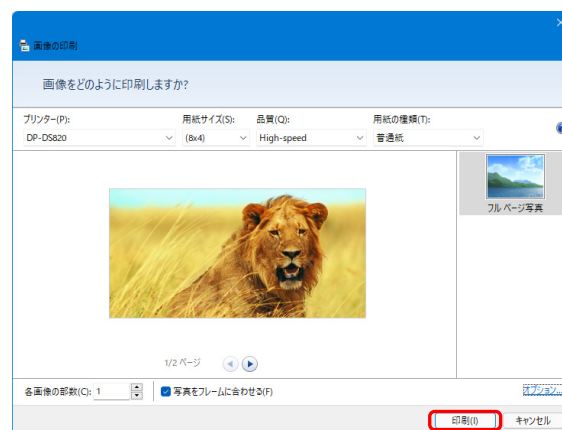 画像の印刷
画像をどのように印刷しますか?
プリンター(P): 用紙サイズ(S): 品質(Q): 用紙の種類(T):
DP-DS820 (8x4) High-speed 普通紙
フル ページ写真
1/2 ページ
各画像の部数(C): 1 写真をフレームに合わせる(F) オプション...
印刷(I) キャンセル